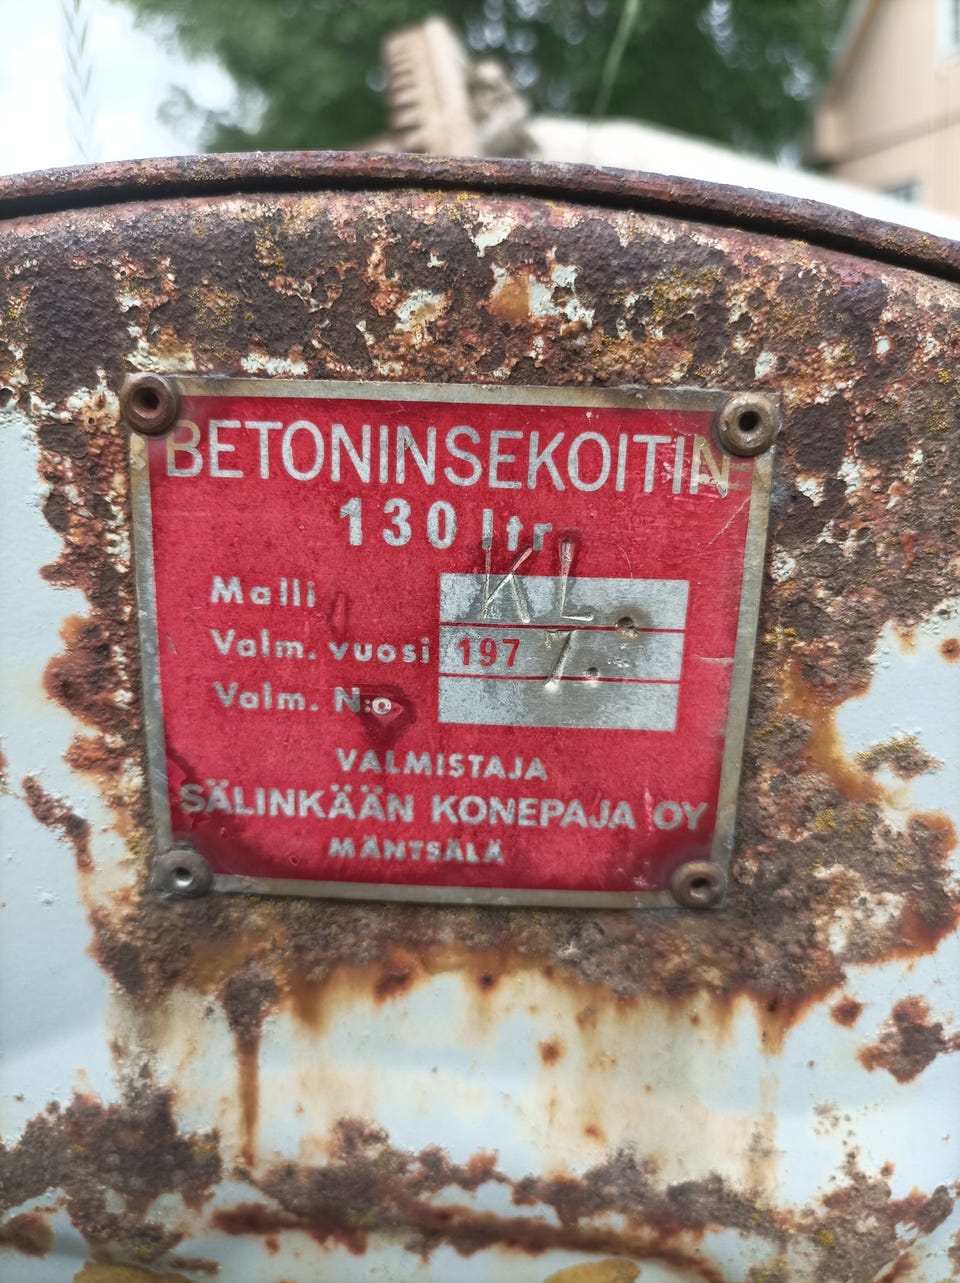 BETONINSEKOITIN
130 ltr.
Malli KL.
Valm. vuosi 197 7.
Valm. N:o
VALMISTAJA
SÄLINKÄÄN KONEPAJA OY
MÄNTSÄLÄ